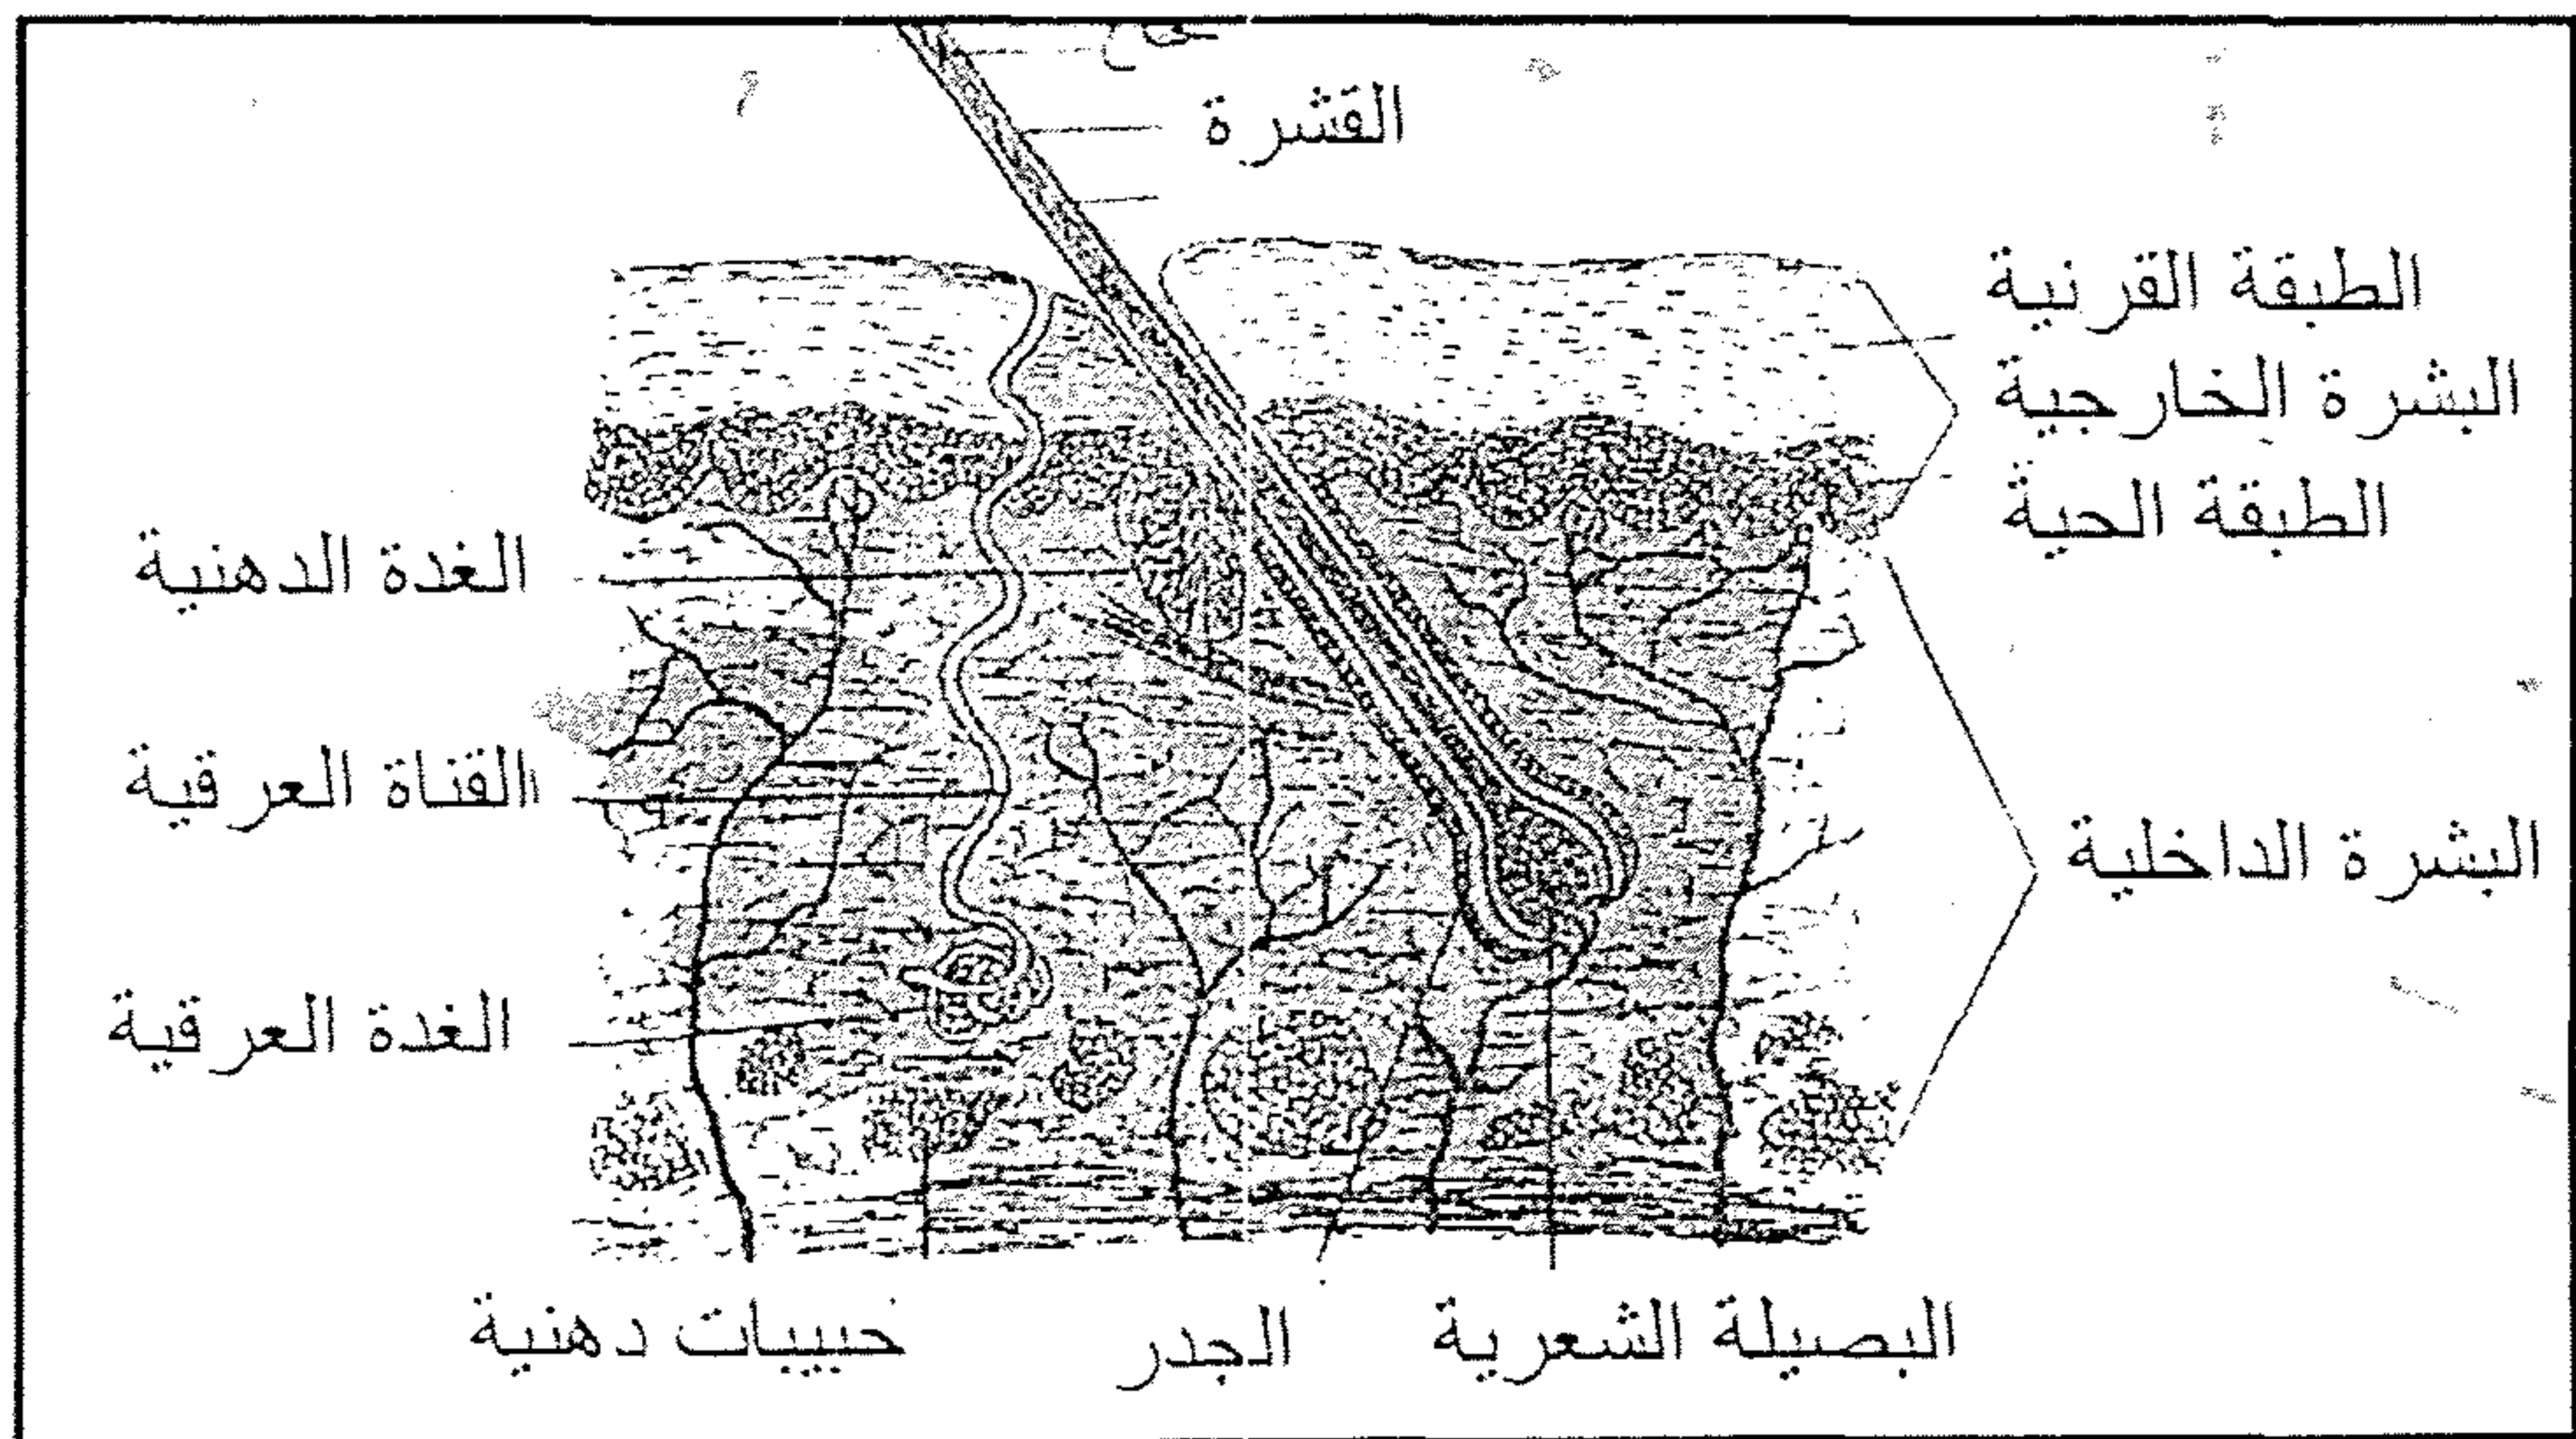 القشرة
الطبقة القرنية
البشرة الخارجية
الطبقة الحية
الغدة الدهنية
القناة العرقية
البشرة الداخلية
الغدة العرقية
البصيلة الشعرية
الجدر
حبيبات دهنية